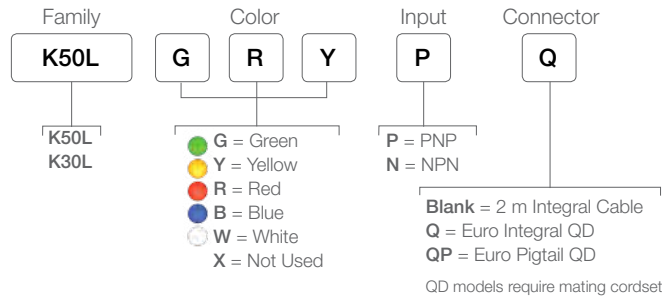 Family Color Input Connector
K50L G R Y P Q
K50L
K30L
G = Green
Y = Yellow
R = Red
B = Blue
W = White
X = Not Used
P = PNP
N = NPN
Blank = 2 m Integral Cable
Q = Euro Integral QD
QP = Euro Pigtail QD
QD models require mating cordset